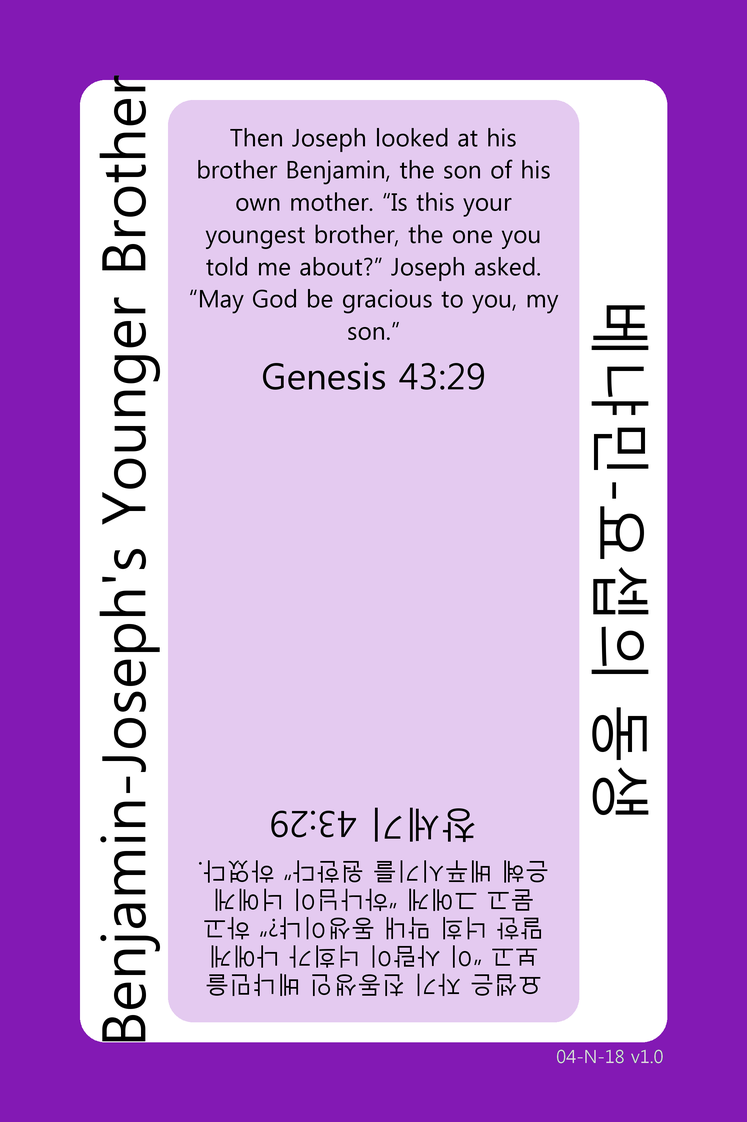 Benjamin-Joseph's Younger Brother
Then Joseph looked at his
brother Benjamin, the son of his
own mother. “Is this your
youngest brother, the one you
told me about?” Joseph asked.
“May God be gracious to you, my
son.”
Genesis 43:29
베냐민-요셉의 동생
요셉은 자기 친동생인 베냐민을
보고 “이 사람이 너희가 나에게
말한 너희 막내 동생이냐?” 하고
묻고 그에게 “하나님이 너에게
은혜 베푸시기를 원한다” 하였다.
창세기 43:29
04-N-18 v1.0